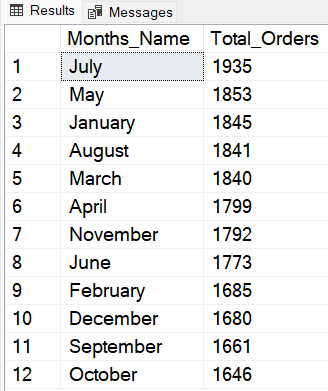 Results Messages
Months_Name Total_Orders
1 July 1935
2 May 1853
3 January 1845
4 August 1841
5 March 1840
6 April 1799
7 November 1792
8 June 1773
9 February 1685
10 December 1680
11 September 1661
12 October 1646